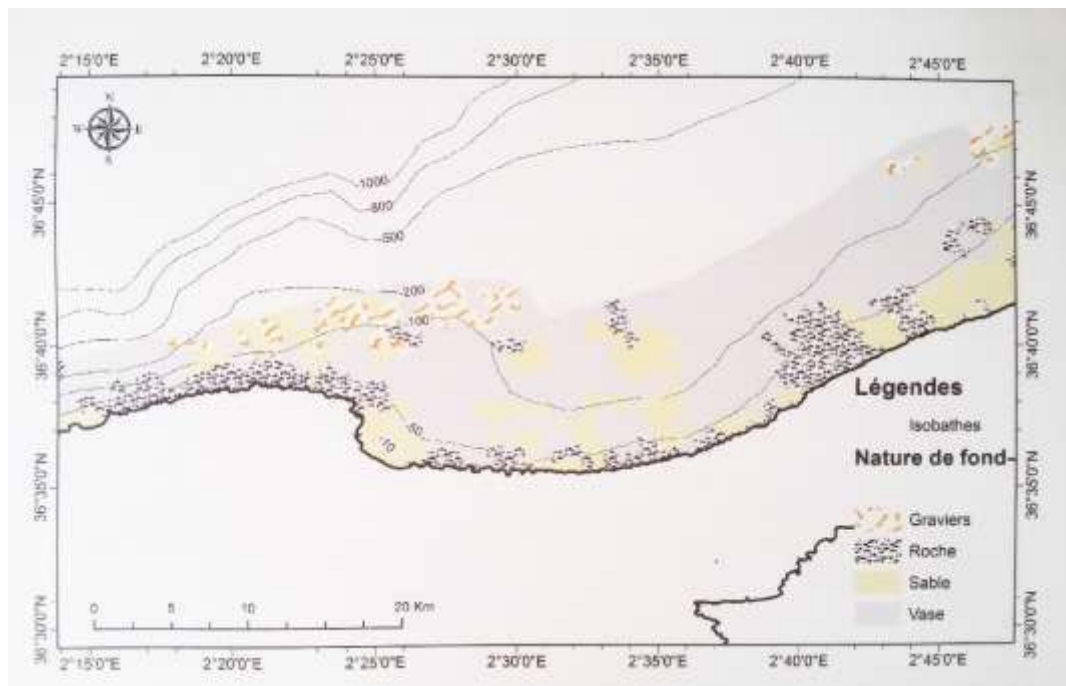 2°15'0"E 2°20'0"E 2°25'0"E 2°30'0"E 2°35'0"E 2°40'0"E 2°45'0"E
N
W E
S
36°45'0"N 36°45'0"N
-1000
-800
-500
-200
-100
36°40'0"N 36°40'0"N
Légendes
Isobathes
-50
-10
Nature de fond-
36°35'0"N 36°35'0"N
Graviers
Roche
Sable
Vase
0 5 10 20 Km
36°30'0"N 36°30'0"N
2°15'0"E 2°20'0"E 2°25'0"E 2°30'0"E 2°35'0"E 2°40'0"E 2°45'0"E